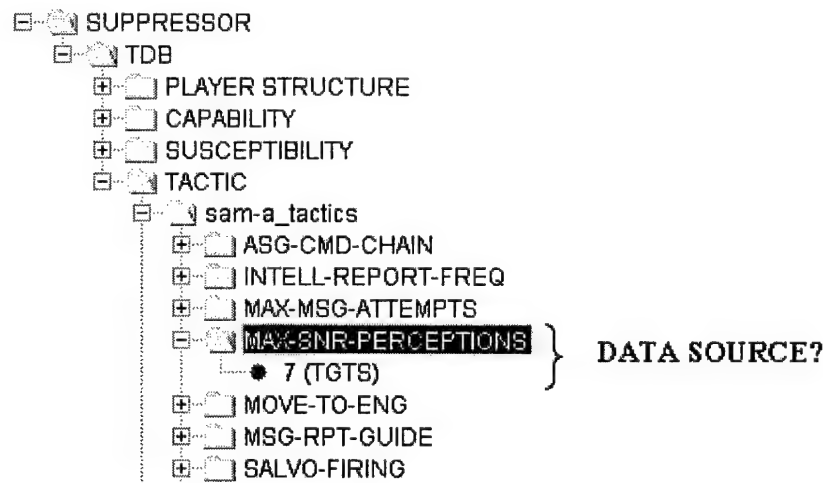 SUPPRESSOR
TDB
PLAYER STRUCTURE
CAPABILITY
SUSCEPTIBILITY
TACTIC
sam-a_tactics
ASG-CMD-CHAIN
INTELL-REPORT-FREQ
MAX-MSG-ATTEMPTS
MAX-SNR-PERCEPTIONS
DATA SOURCE?
7 (TGTS)
MOVE-TO-ENG
MSG-RPT-GUIDE
SALVO-FIRING